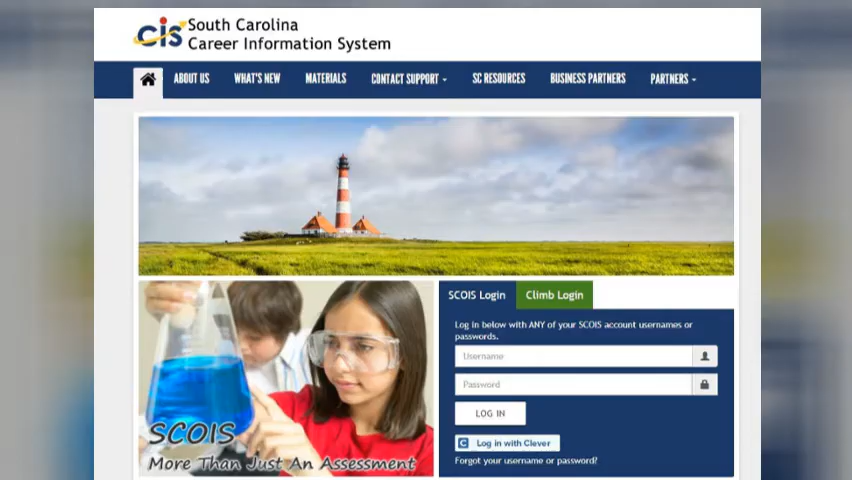 cis South Carolina
Career Information System
ABOUT US WHAT'S NEW MATERIALS CONTACT SUPPORT SC RESOURCES BUSINESS PARTNERS PARTNERS
SCOIS Login Climb Login
Log in below with ANY of your SCOIS account usernames or
passwords.
Username
Password
LOG IN
C Log in with Clever
Forgot your username or password?
SCOIS
More Than Just An Assessment